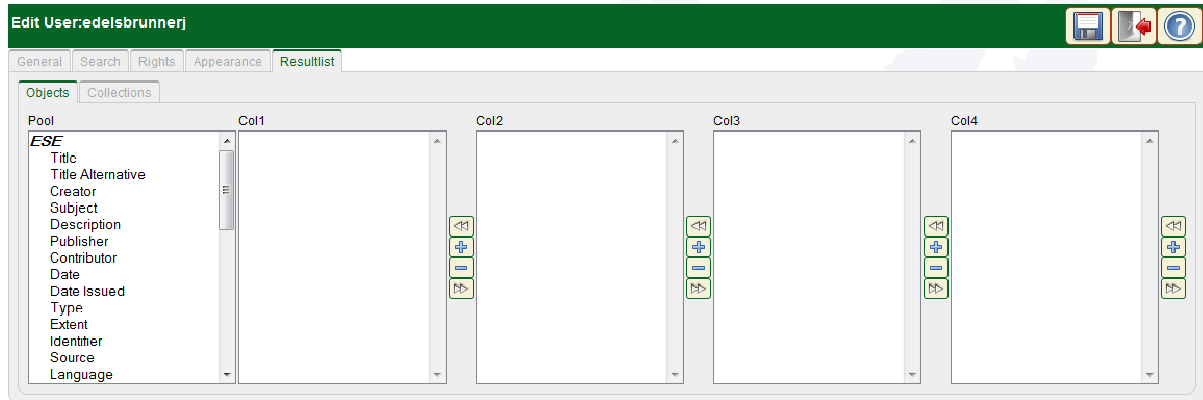 Edit User:edelsbrunnerj
General Search Rights Appearance Resultlist
Objects Collections
Pool Col1 Col2 Col3 Col4
ESE
Title
Title Alternative
Creator
Subject
Description
Publisher
Contributor
Date
Date Issued
Type
Extent
Identifier
Source
Language